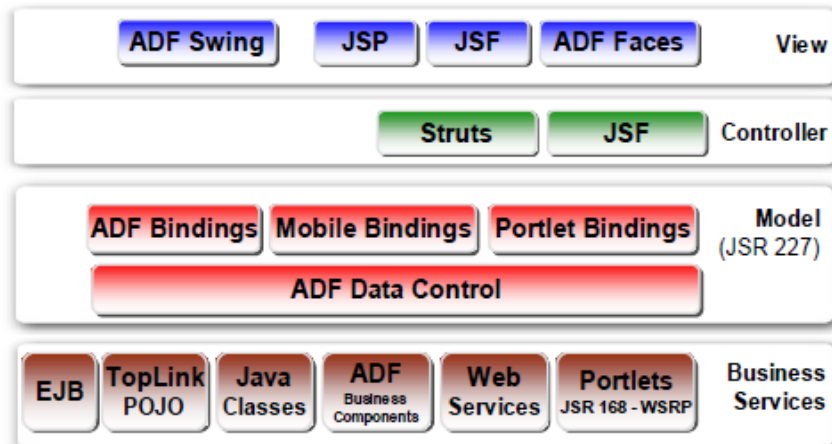 ADF Swing JSP JSF ADF Faces View
Struts JSF Controller
ADF Bindings Mobile Bindings Portlet Bindings Model
(JSR 227)
ADF Data Control
EJB
TopLink
POJO
Java
Classes
ADF
Business
Components
Web
Services
Portlets
JSR 168 - WSRP
Business
Services